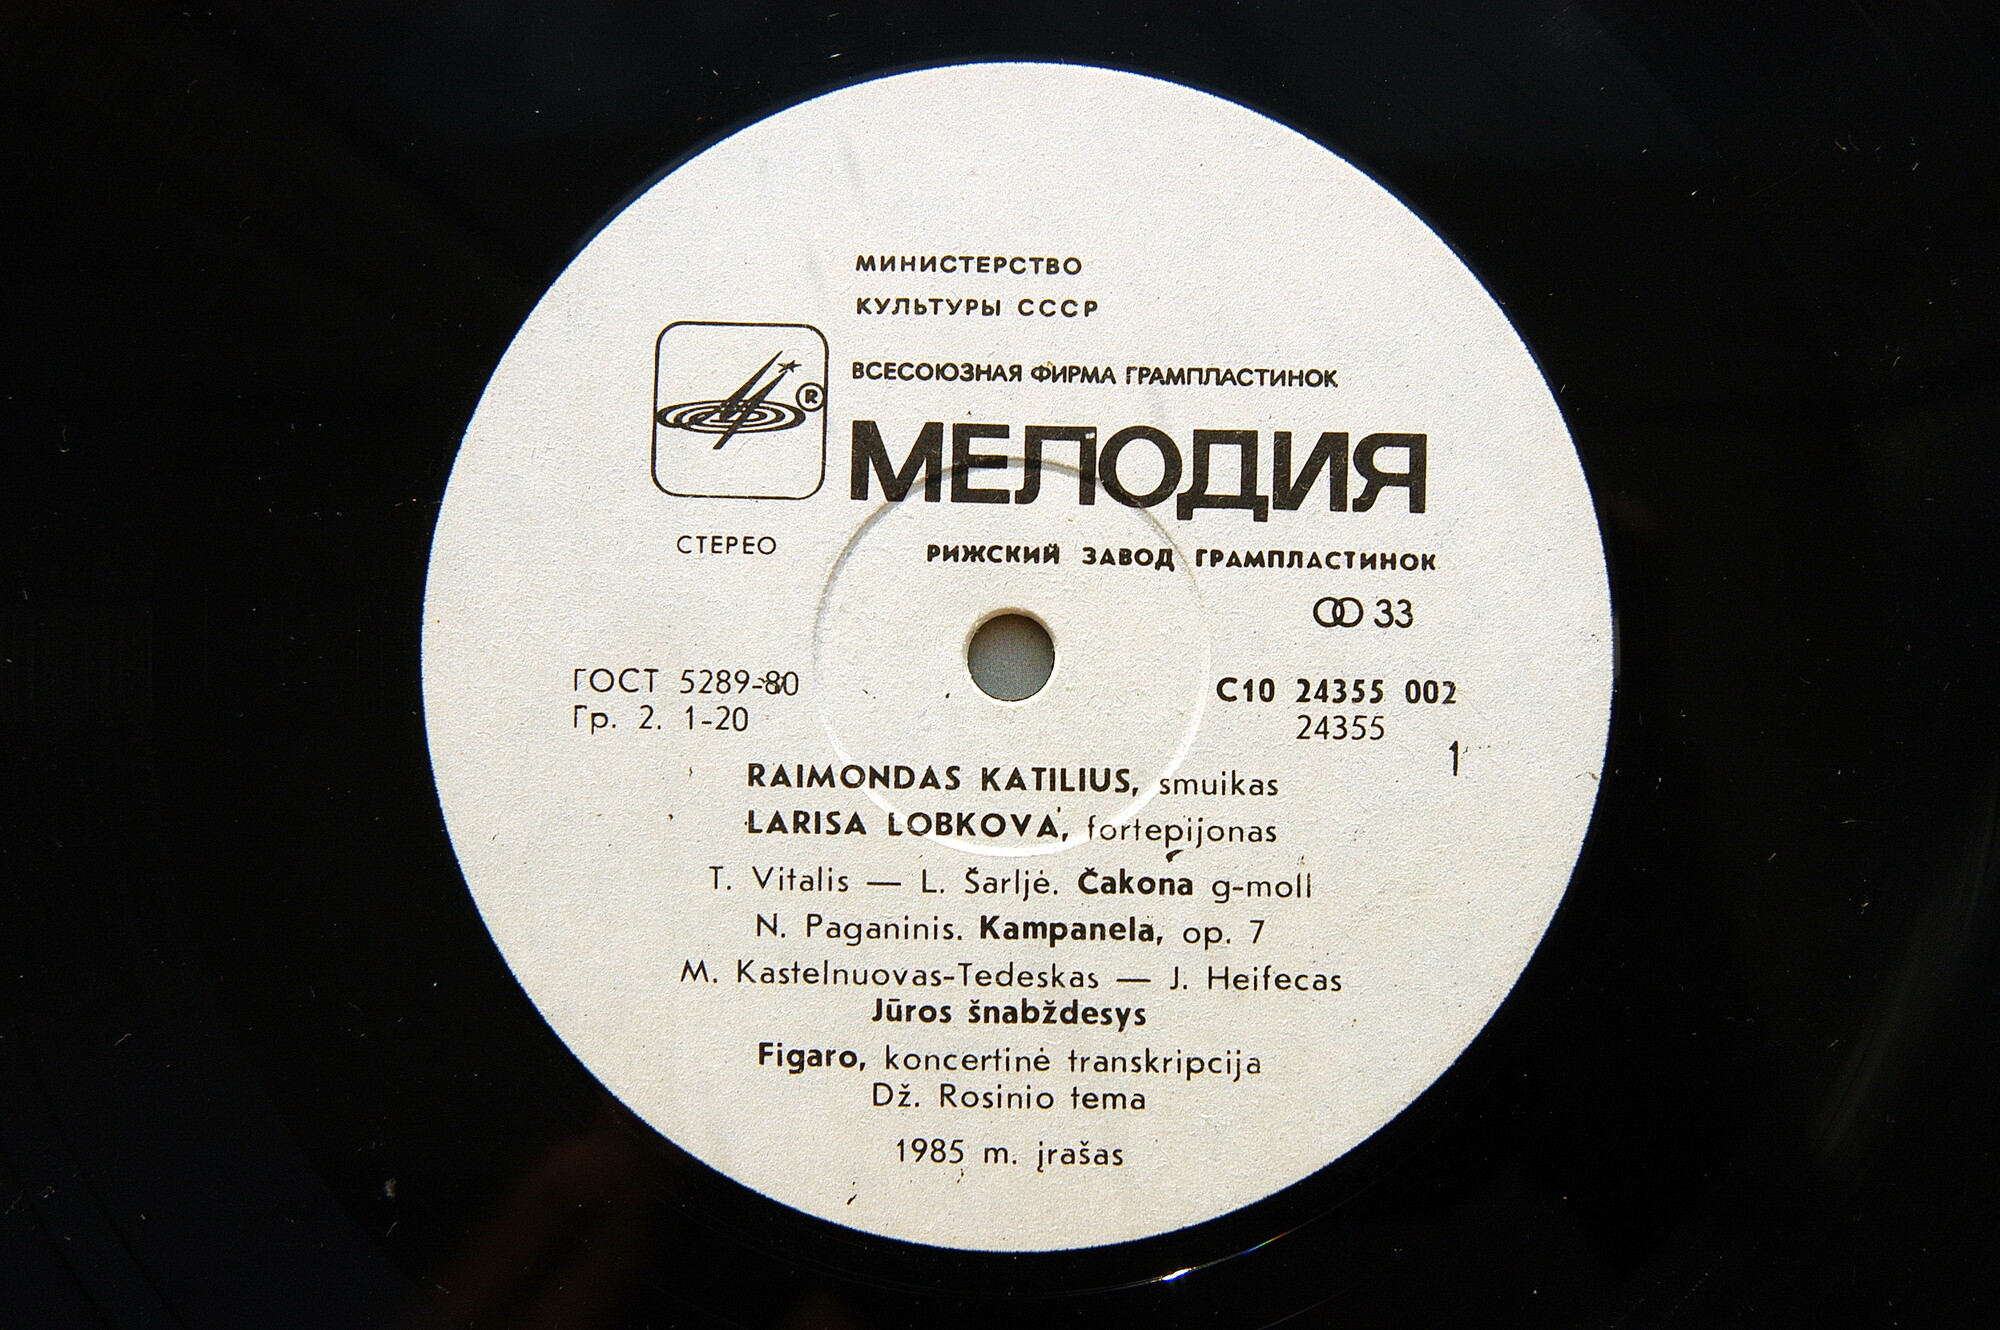 МИНИСТЕРСТВО
КУЛЬТУРЫ СССР
ВСЕСОЮЗНАЯ ФИРМА ГРАМПЛАСТИНОК
®
МЕЛОДИЯ
СТЕРЕО
РИЖСКИЙ ЗАВОД ГРАМПЛАСТИНОК
33
ГОСТ 5289-80
Гр. 2. 1-20
С10 24355 002
24355
1
RAIMONDAS KATILIUS, smuikas
LARISA LOBKOVA, fortepijonas
T. Vitalis — L. Šarljė. Čakona g-moll
N. Paganinis. Kampanela, op. 7
M. Kastelnuovas-Tedeskas — J. Heifecas
Jūros šnabždesys
Figaro, koncertinė transkripcija
Dž. Rosinio tema
1985 m. įrašas